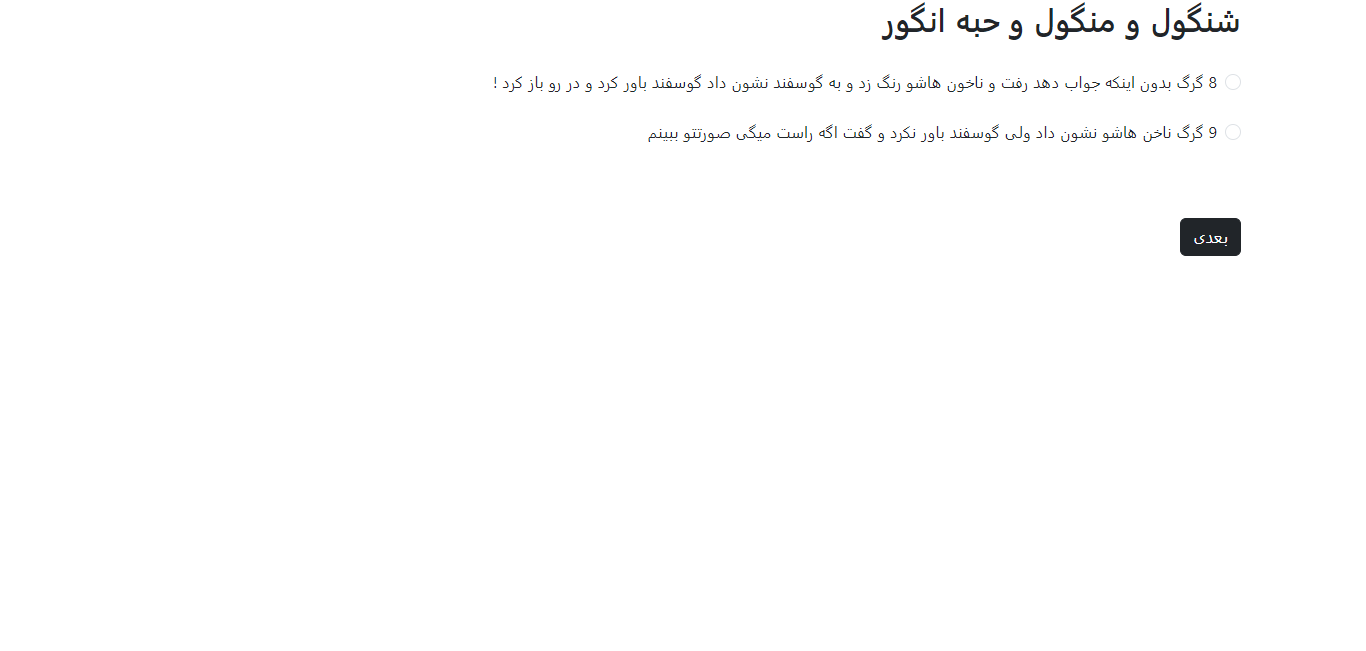 شنگول و منگول و حبه انگور
8 گرگ بدون اینکه جواب دهد رفت و ناخون هاشو رنگ زد و به گوسفند نشون داد گوسفند باور کرد و در رو باز کرد !
9 گرگ ناخن هاشو نشون داد ولی گوسفند باور نکرد و گفت اگه راست میگی صورتتو ببینم
بعدی